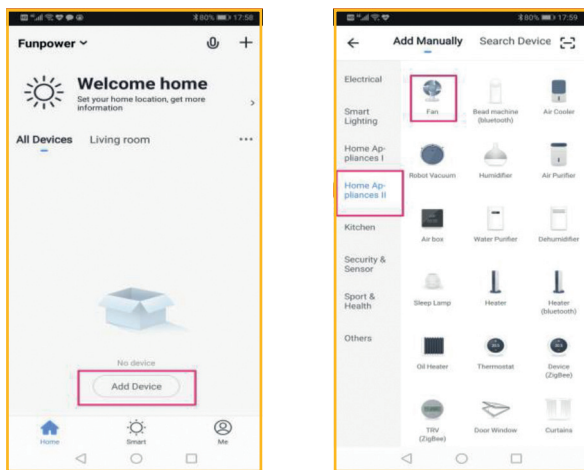 80% 17:58
Funpower
Welcome home
Set your home location, get more
information
All Devices Living room
No device
Add Device
Home Smart Me
80% 17:59
Add Manually Search Device
Electrical
Smart
Lighting
Home Ap-
pliances I
Home Ap-
pliances II
Kitchen
Security &
Sensor
Sport &
Health
Others
Fan
Bead machine
(bluetooth)
Air Cooler
Robot Vacuum
Humidifier
Air Purifier
Air box
Water Purifier
Dehumidifier
Sleep Lamp
Heater
Heater
(bluetooth)
Oil Heater
Thermostat
Device
(ZigBee)
TRV
(ZigBee)
Door Window
Curtains